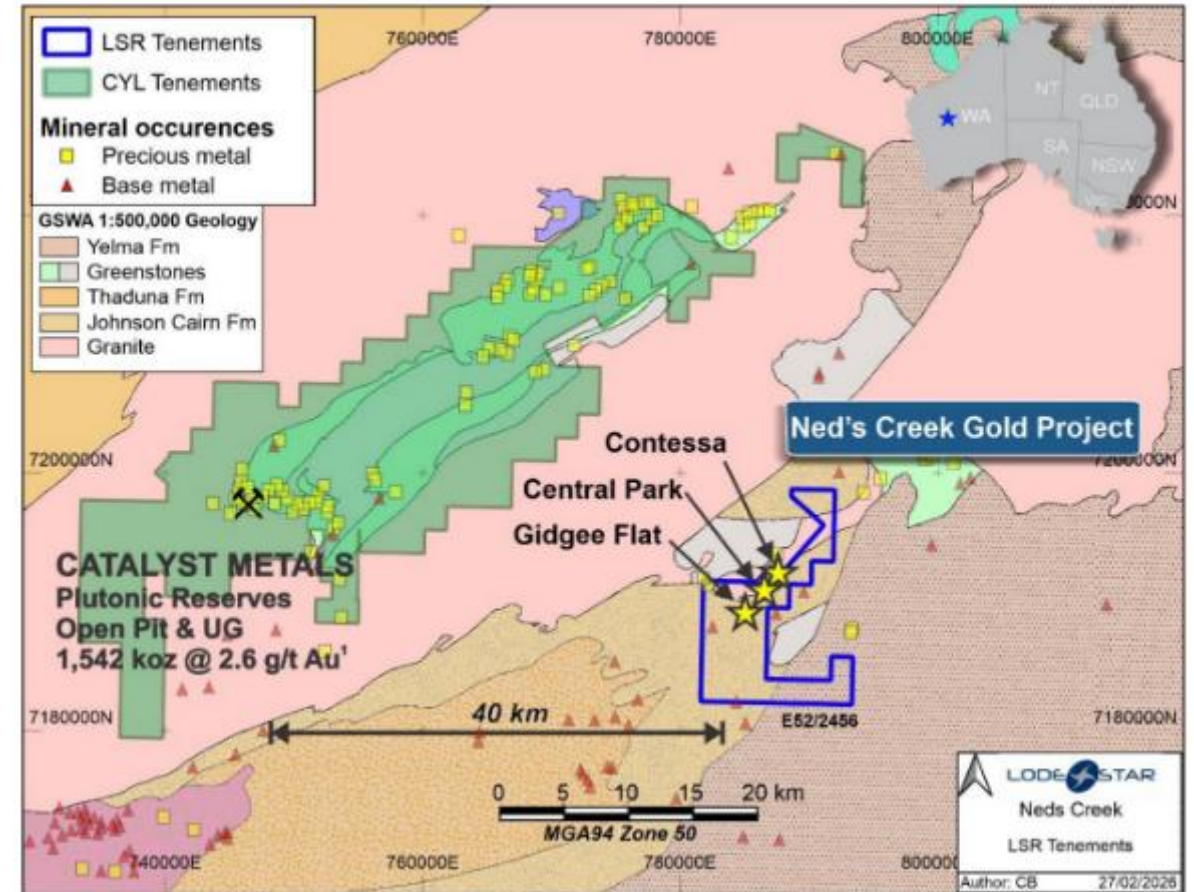 LSR Tenements
CYL Tenements
Mineral occurences
Precious metal
Base metal
GSWA 1:500,000 Geology
Yelma Fm
Greenstones
Thaduna Fm
Johnson Cairn Fm
Granite
760000E
780000E
800000E
NT
QLD
WA
SA
NSW
0000N
Ned's Creek Gold Project
Contessa
Central Park
Gidgee Flat
7200000N
7200000N
CATALYST METALS
Plutonic Reserves
Open Pit & UG
1,542 koz @ 2.6 g/t Au¹
7180000N
7180000N
40 km
E52/2456
0 5 10 15 20 km
MGA94 Zone 50
740000E
760000E
780000E
80000
LODESTAR
Neds Creek
LSR Tenements
Author: CB
27/02/2026